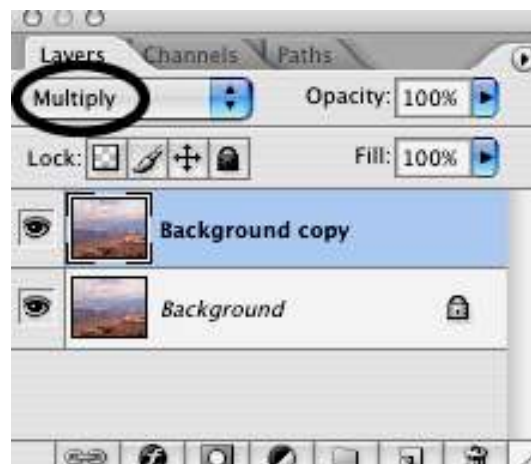 Layers Channels Paths
Multiply Opacity: 100%
Lock: Fill: 100%
Background copy
Background